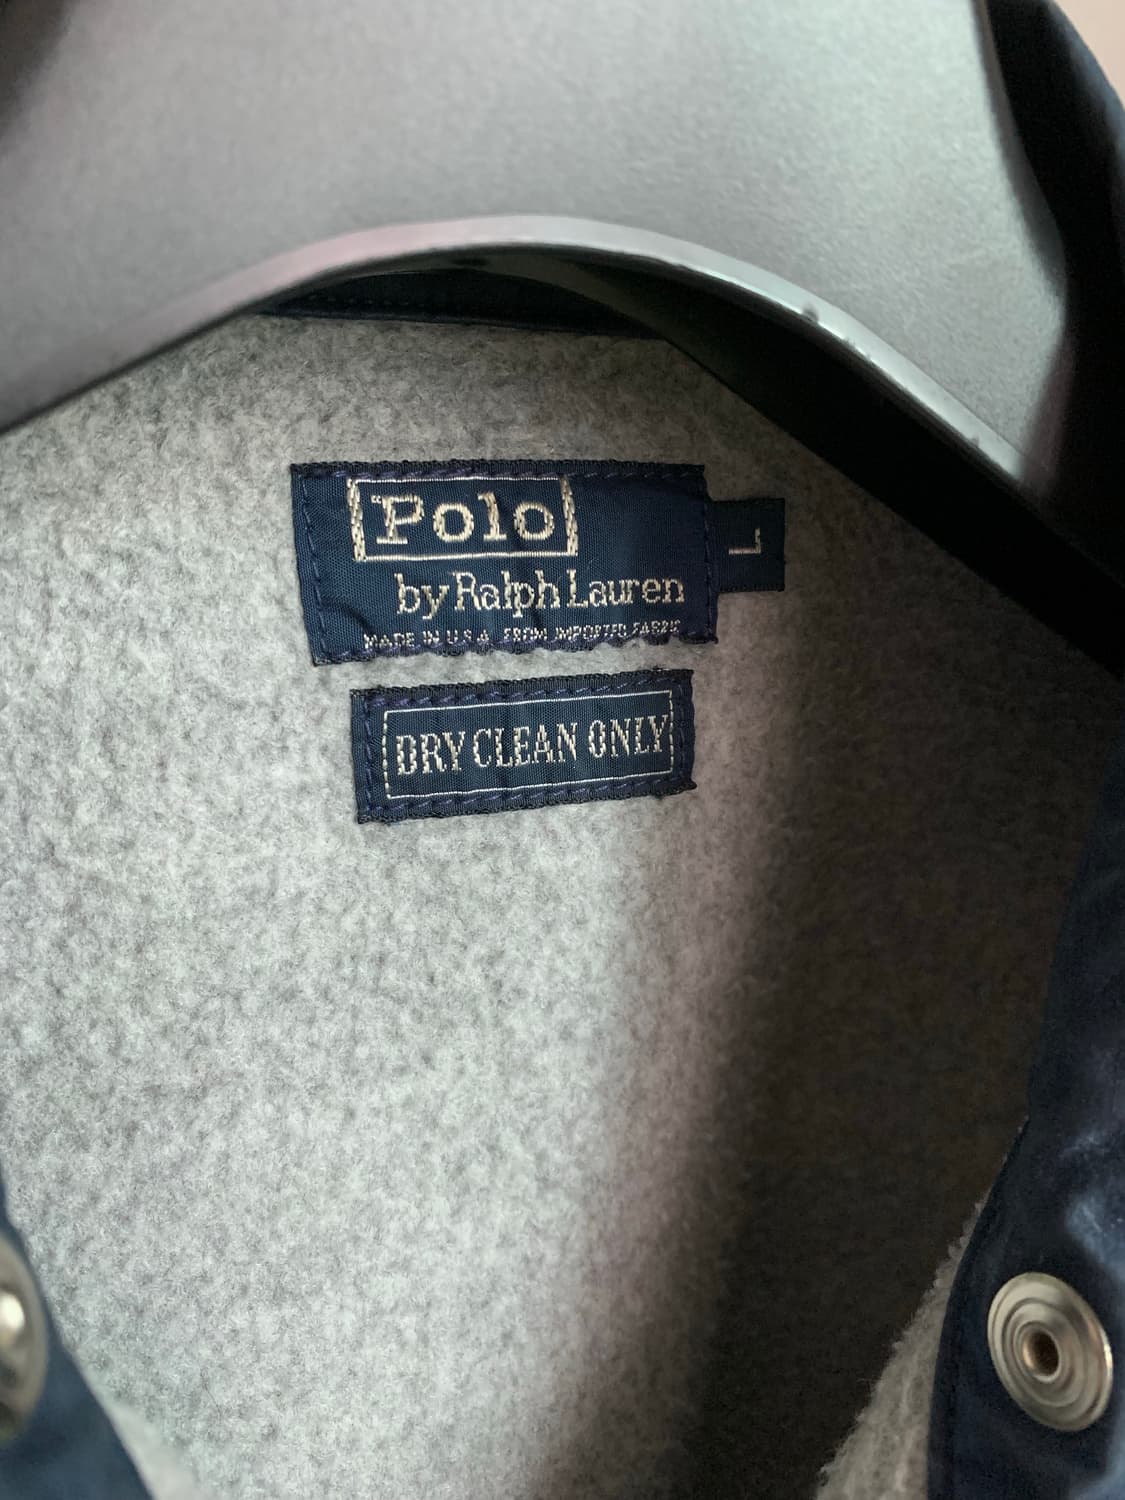 Polo
by Ralph Lauren
L
MADE IN U.S.A. FROM IMPORTED FABRIC
DRY CLEAN ONLY